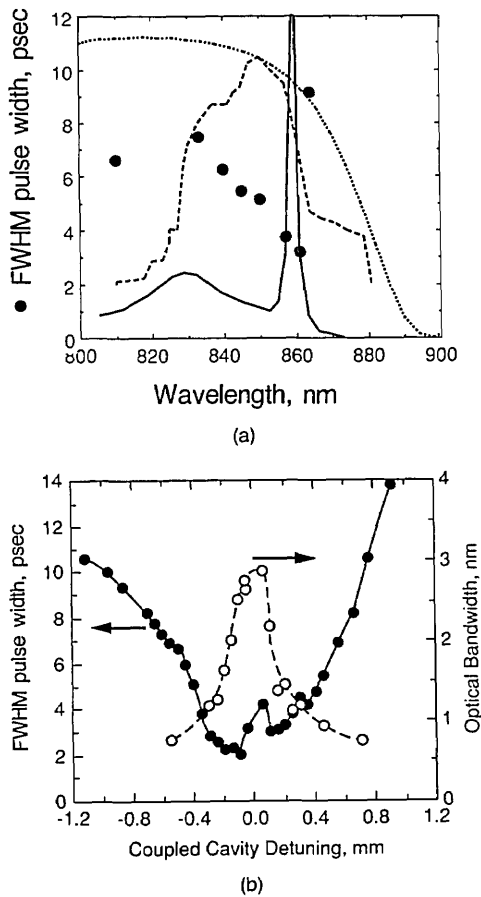 12
10
8
6
4
2
0
● FWHM pulse width, psec
800 820 840 860 880 900
Wavelength, nm
(a)
14
12
10
8
6
4
2
0
FWHM pulse width, psec
4
3
2
1
0
Optical Bandwidth, nm
-1.2 -0.8 -0.4 0.0 0.4 0.8 1.2
Coupled Cavity Detuning, mm
(b)